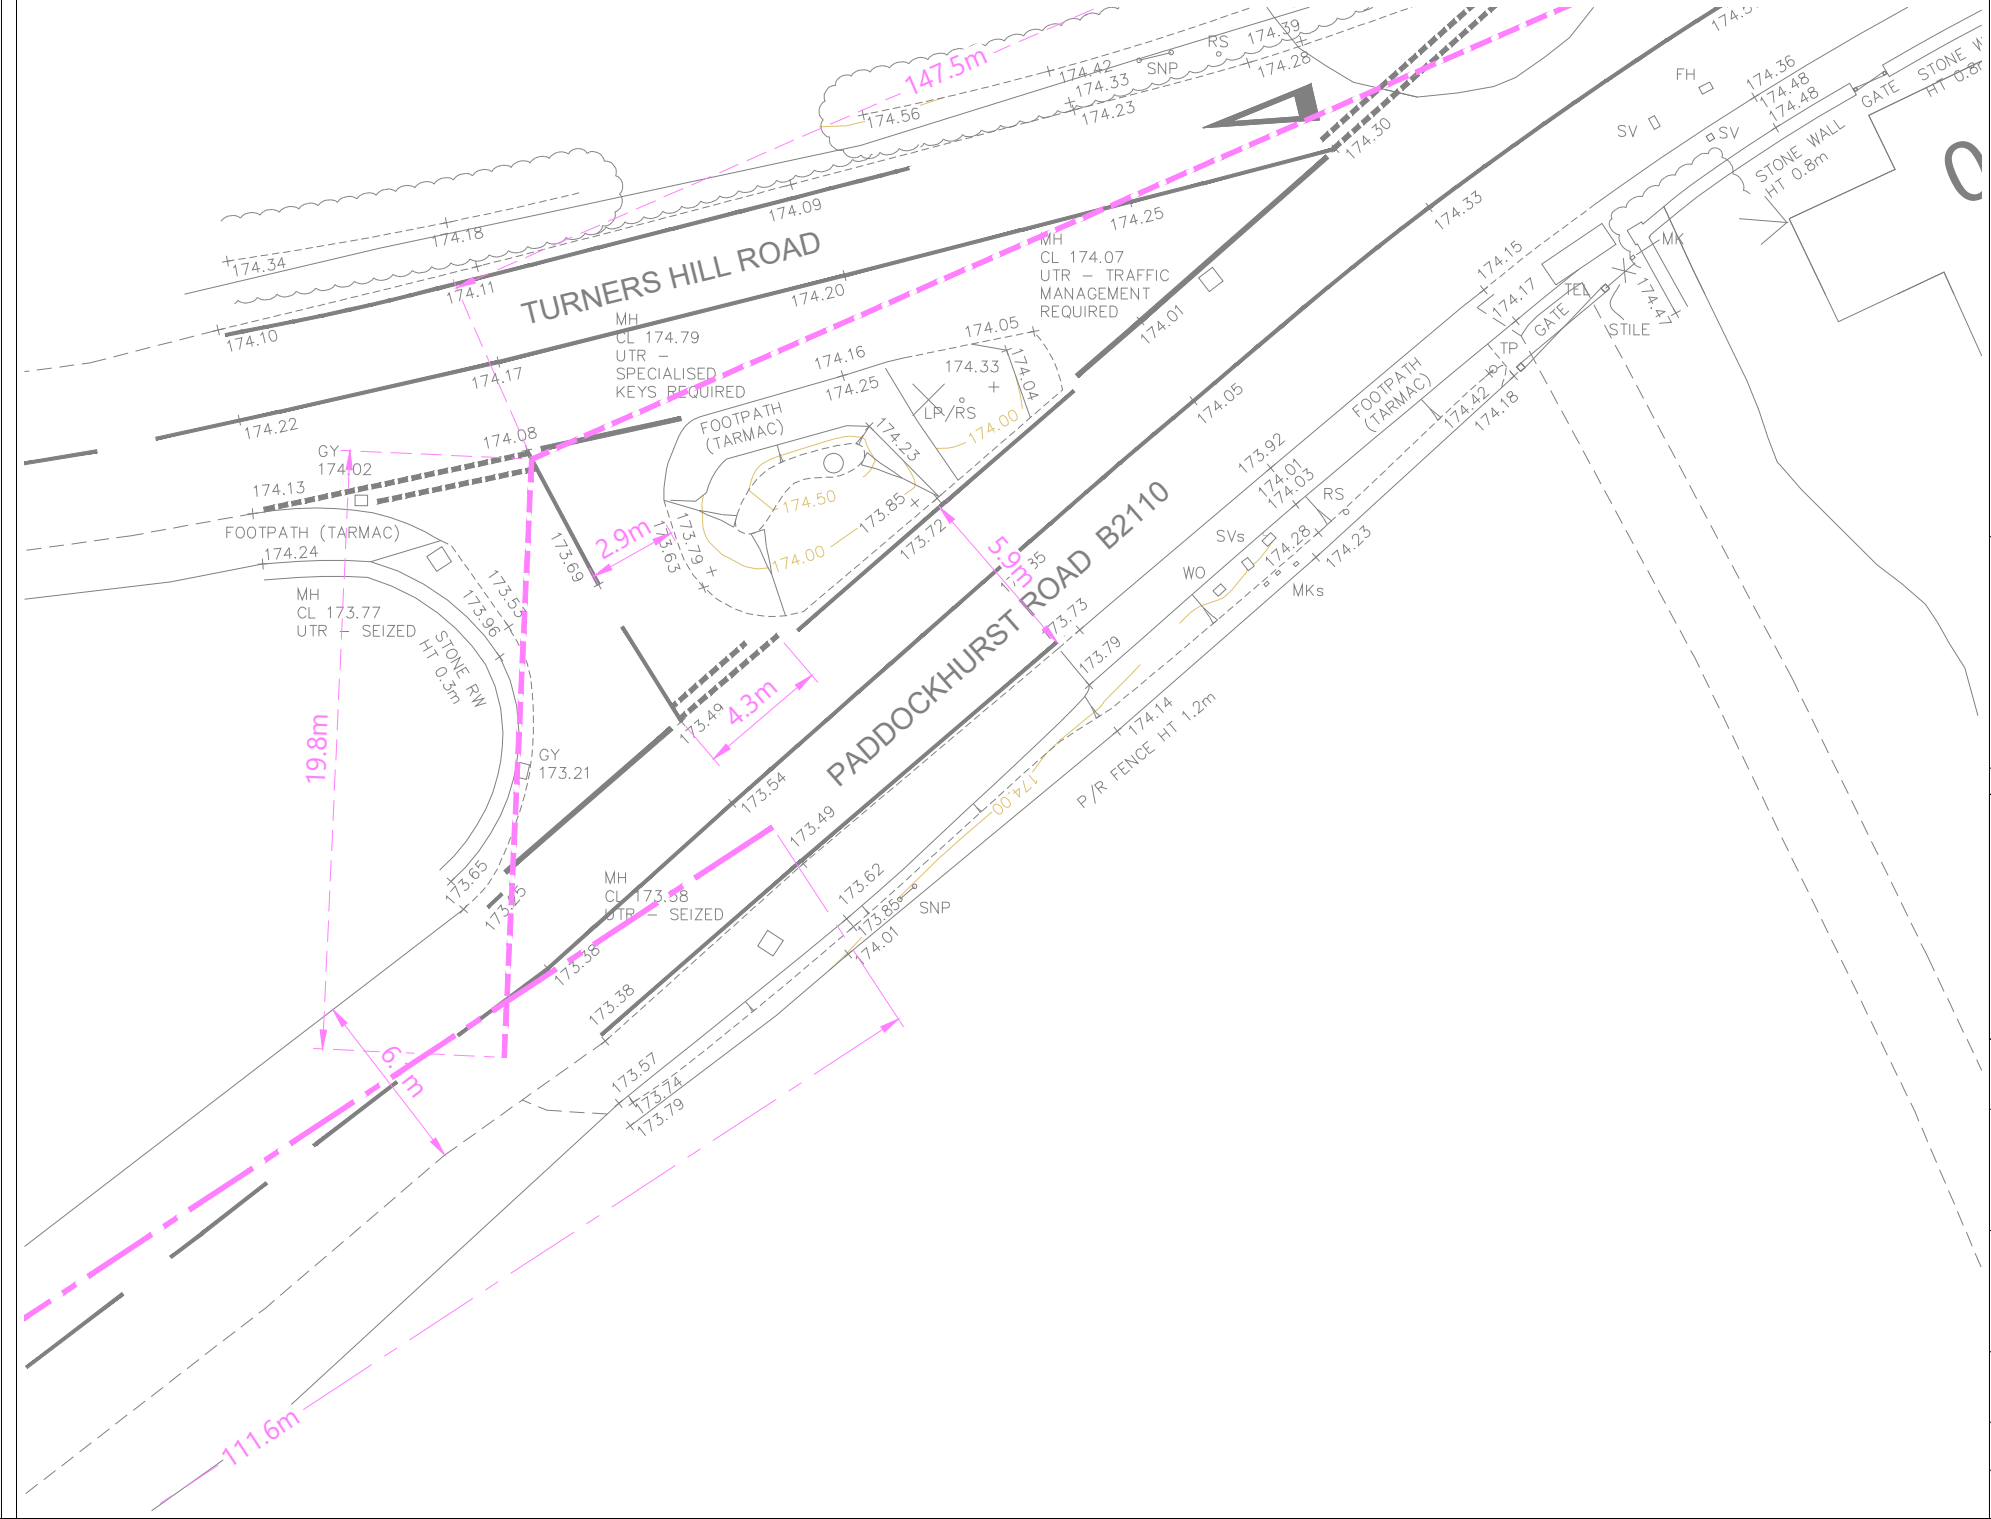 147.5m
174.56
174.42
174.33
174.23
SNP
RS
174.39
174.28
174.30
FH
174.36
174.48
174.48
SV
SV
GATE
STONE WALL
HT 0.8m
174.34
174.18
174.11
174.09
174.10
TURNERS HILL ROAD
174.20
174.17
174.22
174.25
174.33
MH
CL 174.07
UTR - TRAFFIC
MANAGEMENT
REQUIRED
MH
CL 174.79
UTR -
SPECIALISED
KEYS REQUIRED
174.01
174.05
174.16
174.25
174.33
174.04
LP/RS
174.00
FOOTPATH
(TARMAC)
174.23
174.50
174.00
173.85
173.72
174.05
174.15
174.17
TEL
GATE
TP
MK
174.47
STILE
FOOTPATH
(TARMAC)
174.42
174.18
GY
174.02
174.08
174.13
FOOTPATH (TARMAC)
174.24
MH
CL 173.77
UTR - SEIZED
173.53
173.96
STONE RW
HT 0.3m
173.69
2.9m
173.79
173.63
5.9m
PADDOCKHURST ROAD B2110
173.92
174.01
174.03
RS
SVs
174.28
174.23
WO
MKs
173.73
173.79
174.14
P/R FENCE HT 1.2m
174.00
173.49
4.3m
19.8m
GY
173.21
173.54
173.49
173.65
173.25
MH
CL 173.58
UTR - SEIZED
173.62
173.85
174.01
SNP
173.38
173.38
173.57
173.74
173.79
111.6m